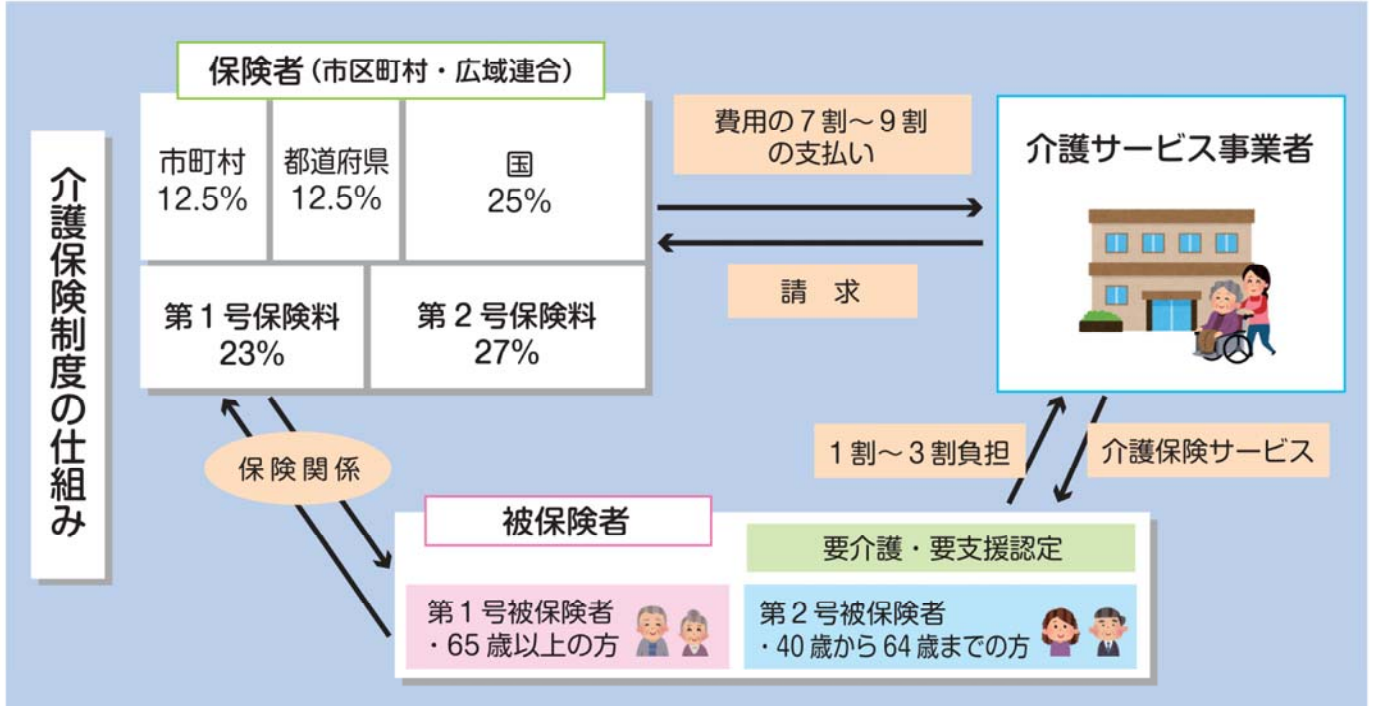 介護保険制度の仕組み
保険者(市区町村・広域連合)
市町村
12.5%
都道府県
12.5%
国
25%
第1号保険料
23%
第2号保険料
27%
費用の7割〜9割
の支払い
請 求
介護サービス事業者
保険関係
1割〜3割負担
介護保険サービス
被保険者
要介護・要支援認定
第1号被保険者
・65歳以上の方
第2号被保険者
・40歳から64歳までの方